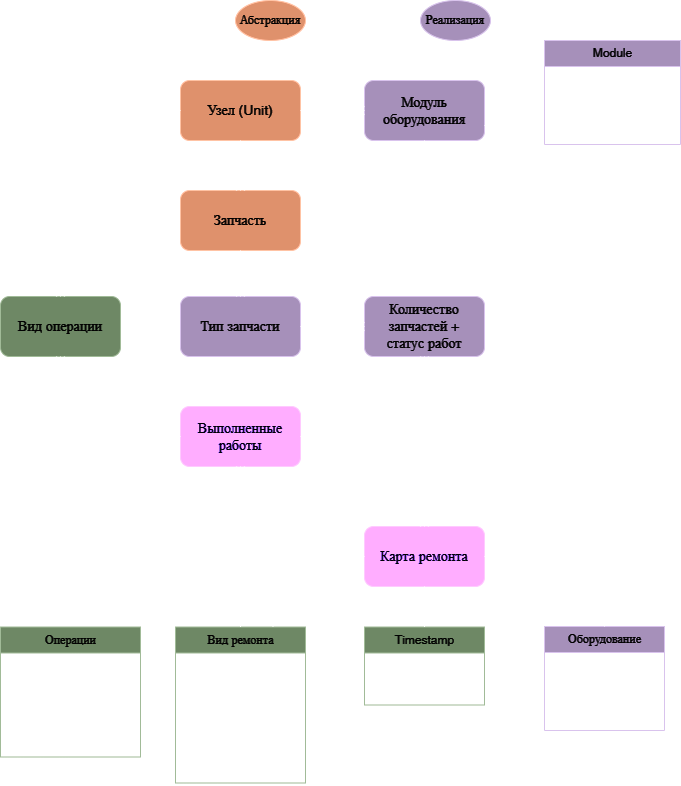 Абстракция
Реализация
Module
Узел (Unit)
Модуль
оборудования
Запчасть
Вид операции
Тип запчасти
Количество
запчастей +
статус работ
Выполненные
работы
Карта ремонта
Операции
Вид ремонта
Timestamp
Оборудование